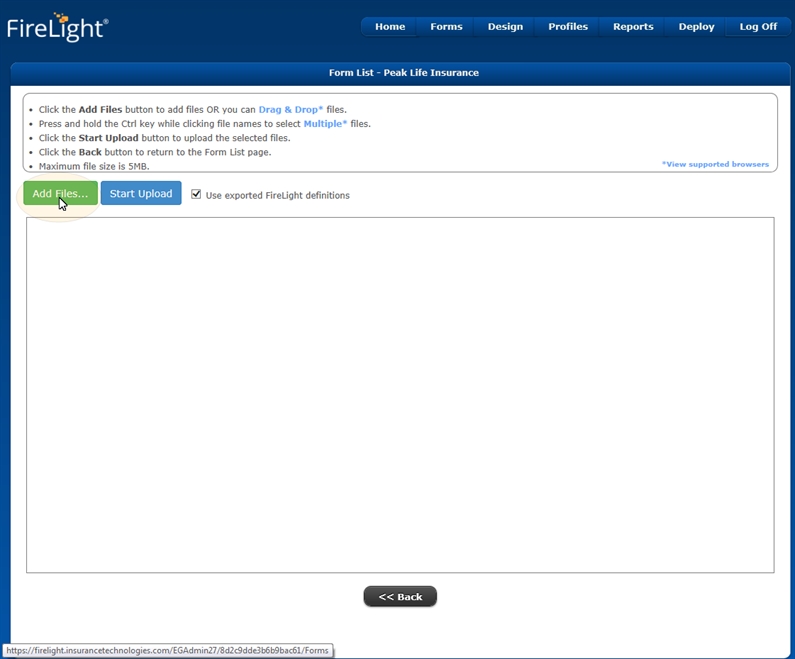 FireLight®
Home Forms Design Profiles Reports Deploy Log Off
Form List - Peak Life Insurance
• Click the Add Files button to add files OR you can Drag & Drop* files.
• Press and hold the Ctrl key while clicking file names to select Multiple* files.
• Click the Start Upload button to upload the selected files.
• Click the Back button to return to the Form List page.
• Maximum file size is 5MB.
*View supported browsers
Add Files... Start Upload Use exported FireLight definitions
<< Back
https://firelight.insurancetechnologies.com/EGAdmin27/8d2c9dde3b6b9bac61/Forms